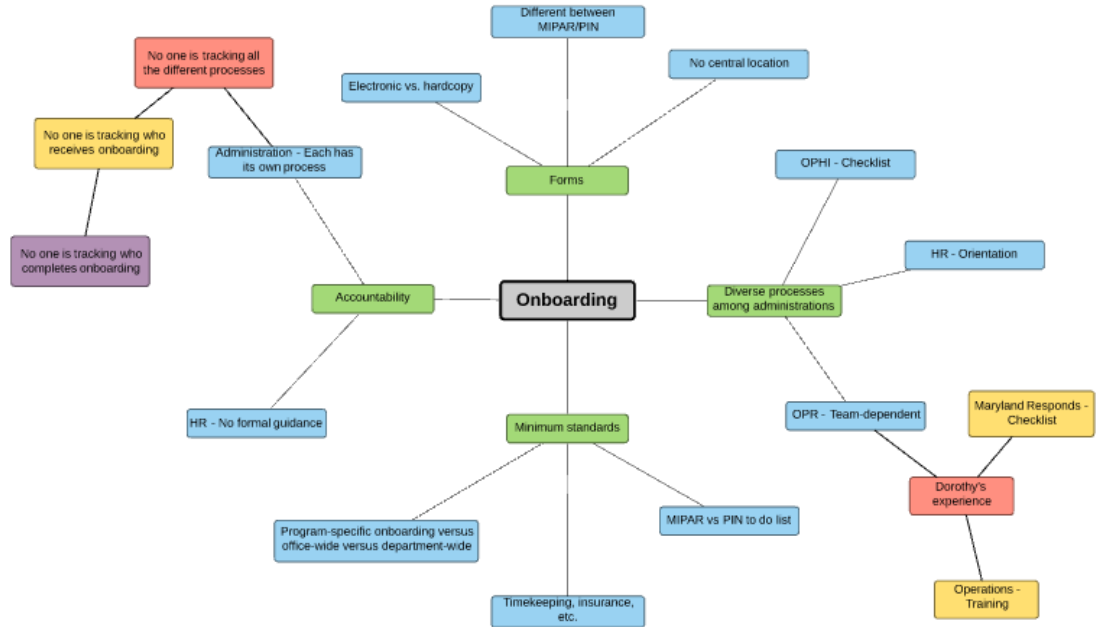 Different between
MIPAR/PIN
No one is tracking all
the different processes
No central location
Electronic vs. hardcopy
No one is tracking who
receives onboarding
Administration - Each has
its own process
OPHI - Checklist
Forms
No one is tracking who
completes onboarding
HR - Orientation
Accountability
Onboarding
Diverse processes
among administrations
HR - No formal guidance
Minimum standards
OPR - Team-dependent
Maryland Responds -
Checklist
Dorothy's
experience
Program-specific onboarding versus
office-wide versus department-wide
MIPAR vs PIN to do list
Timekeeping, insurance,
etc.
Operations -
Training